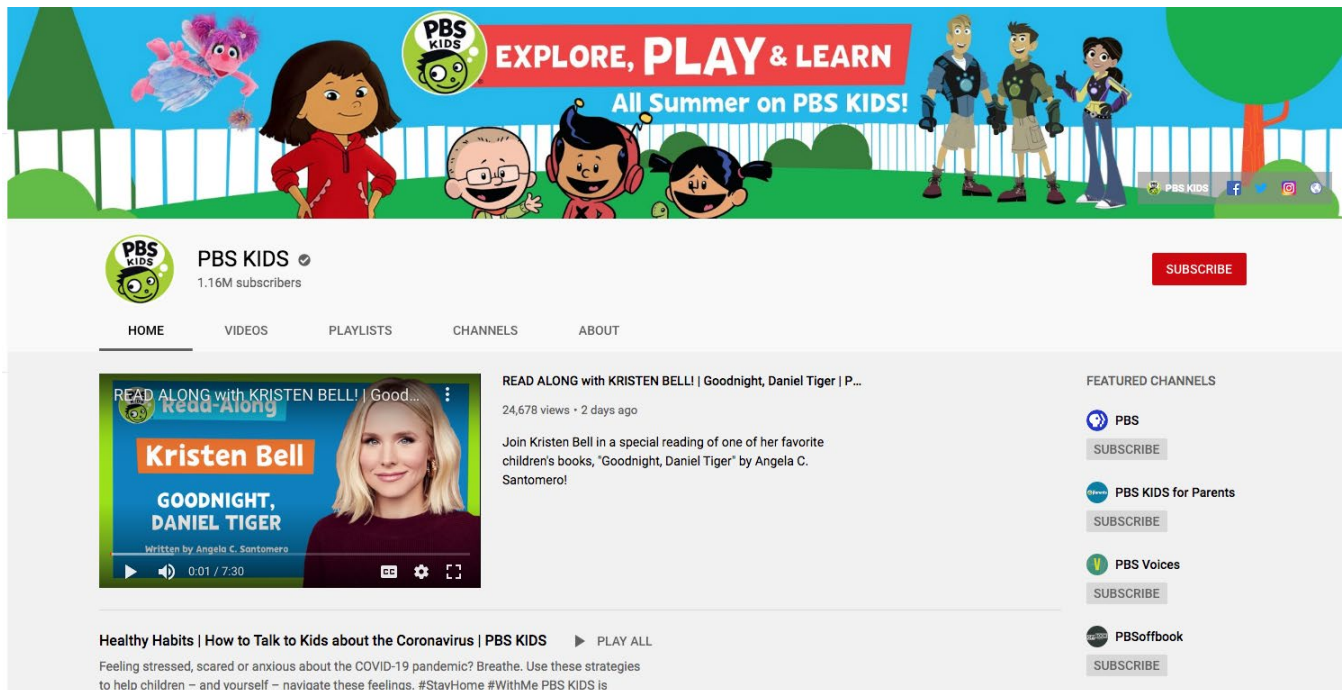 PBS
KIDS
EXPLORE, PLAY & LEARN
All Summer on PBS KIDS!
PBS KIDS
PBS
KIDS
PBS KIDS
1.16M subscribers
SUBSCRIBE
HOME
VIDEOS
PLAYLISTS
CHANNELS
ABOUT
READ ALONG with KRISTEN BELL! | Good...
Read-Along
Kristen Bell
GOODNIGHT,
DANIEL TIGER
Written by Angela C. Santomero
0:01 / 7:30
CC
READ ALONG with KRISTEN BELL! | Goodnight, Daniel Tiger | P...
24,678 views • 2 days ago
Join Kristen Bell in a special reading of one of her favorite
children's books, "Goodnight, Daniel Tiger" by Angela C.
Santomero!
FEATURED CHANNELS
PBS
SUBSCRIBE
PBS KIDS for Parents
SUBSCRIBE
PBS Voices
SUBSCRIBE
PBSoffbook
SUBSCRIBE
Healthy Habits | How to Talk to Kids about the Coronavirus | PBS KIDS
PLAY ALL
Feeling stressed, scared or anxious about the COVID-19 pandemic? Breathe. Use these strategies
to help children – and yourself – navigate these feelings. #StayHome #WithMe PBS KIDS is